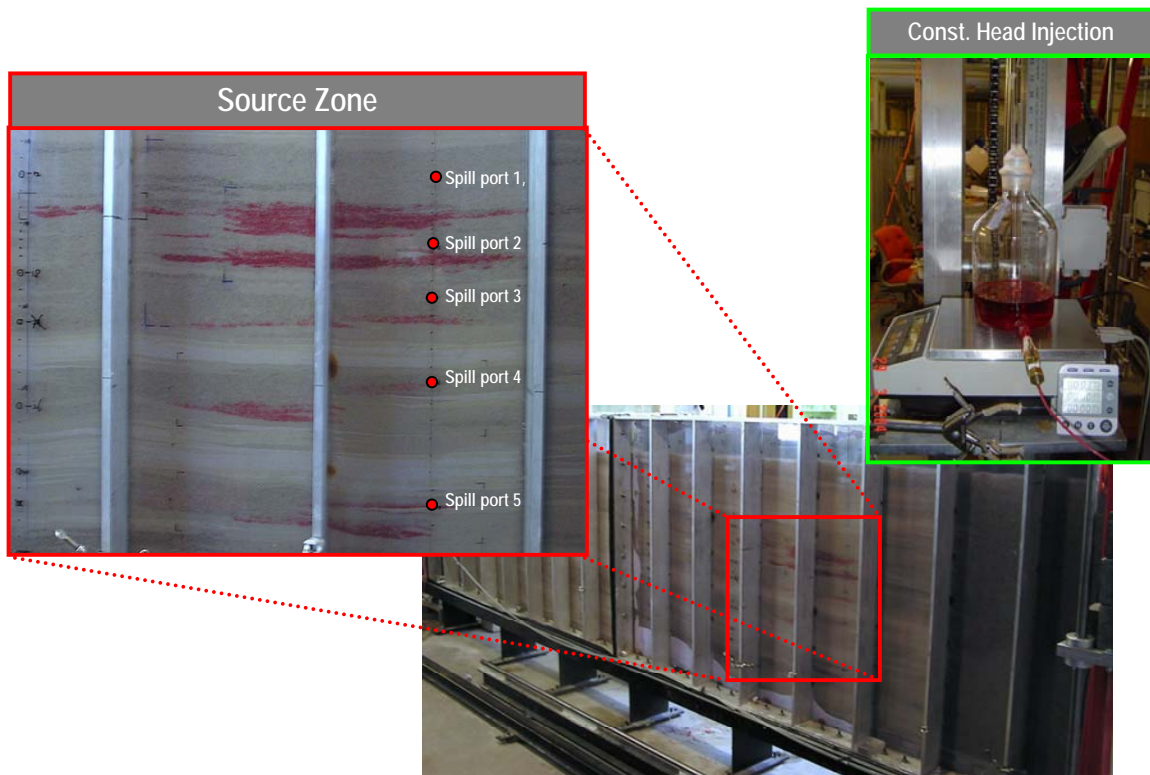 Const. Head Injection
Source Zone
Spill port 1,
Spill port 2
Spill port 3
Spill port 4
Spill port 5